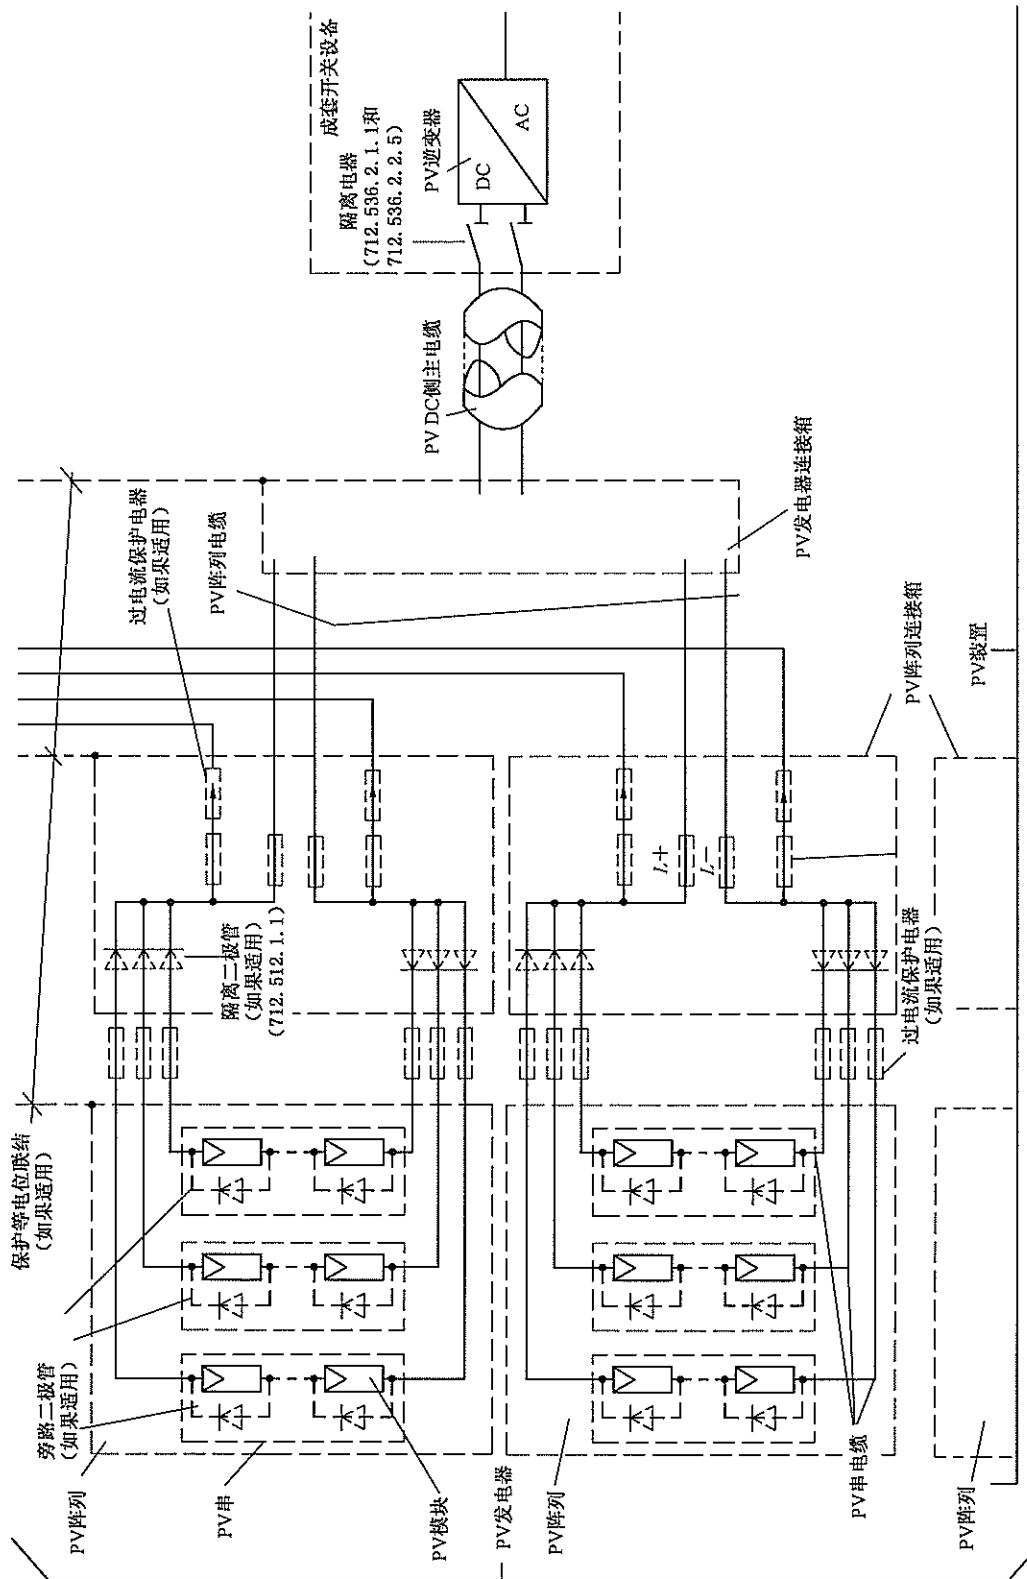 保护等电位联结
（如果适用）
旁路二极管
（如果适用）
PV阵列
PV串
PV模块
PV发电器
PV阵列
PV串电缆
PV阵列
隔离二极管
（如果适用）
（712.512.1.1）
过电流保护电器
（如果适用）
L+
L−
过电流保护电器
（如果适用）
PV阵列电缆
PV发电器连接箱
PV阵列连接箱
PV装置
PV DC侧主电缆
成套开关设备
隔离电器
（712.536.2.1.1和
712.536.2.2.5）
PV逆变器
DC
AC